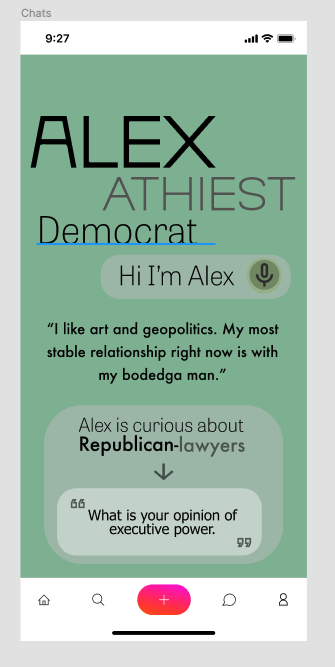 Chats
9:27
ALEX
ATHIEST
Democrat
Hi I'm Alex
“I like art and geopolitics. My most
stable relationship right now is with
my bodedga man.”
Alex is curious about
Republican-lawyers
“
What is your opinion of
executive power.
”